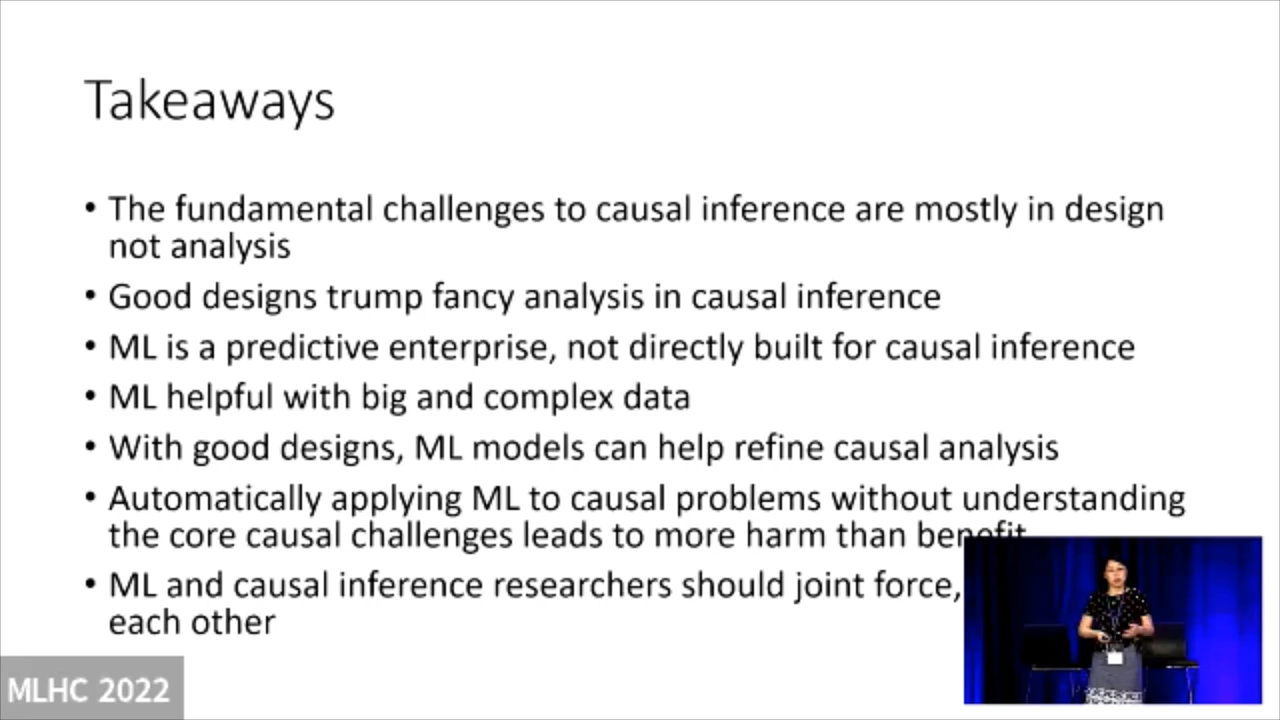 Takeaways
• The fundamental challenges to causal inference are mostly in design
not analysis
• Good designs trump fancy analysis in causal inference
• ML is a predictive enterprise, not directly built for causal inference
• ML helpful with big and complex data
• With good designs, ML models can help refine causal analysis
• Automatically applying ML to causal problems without understanding
the core causal challenges leads to more harm than benefit
• ML and causal inference researchers should joint force,
each other
MLHC 2022